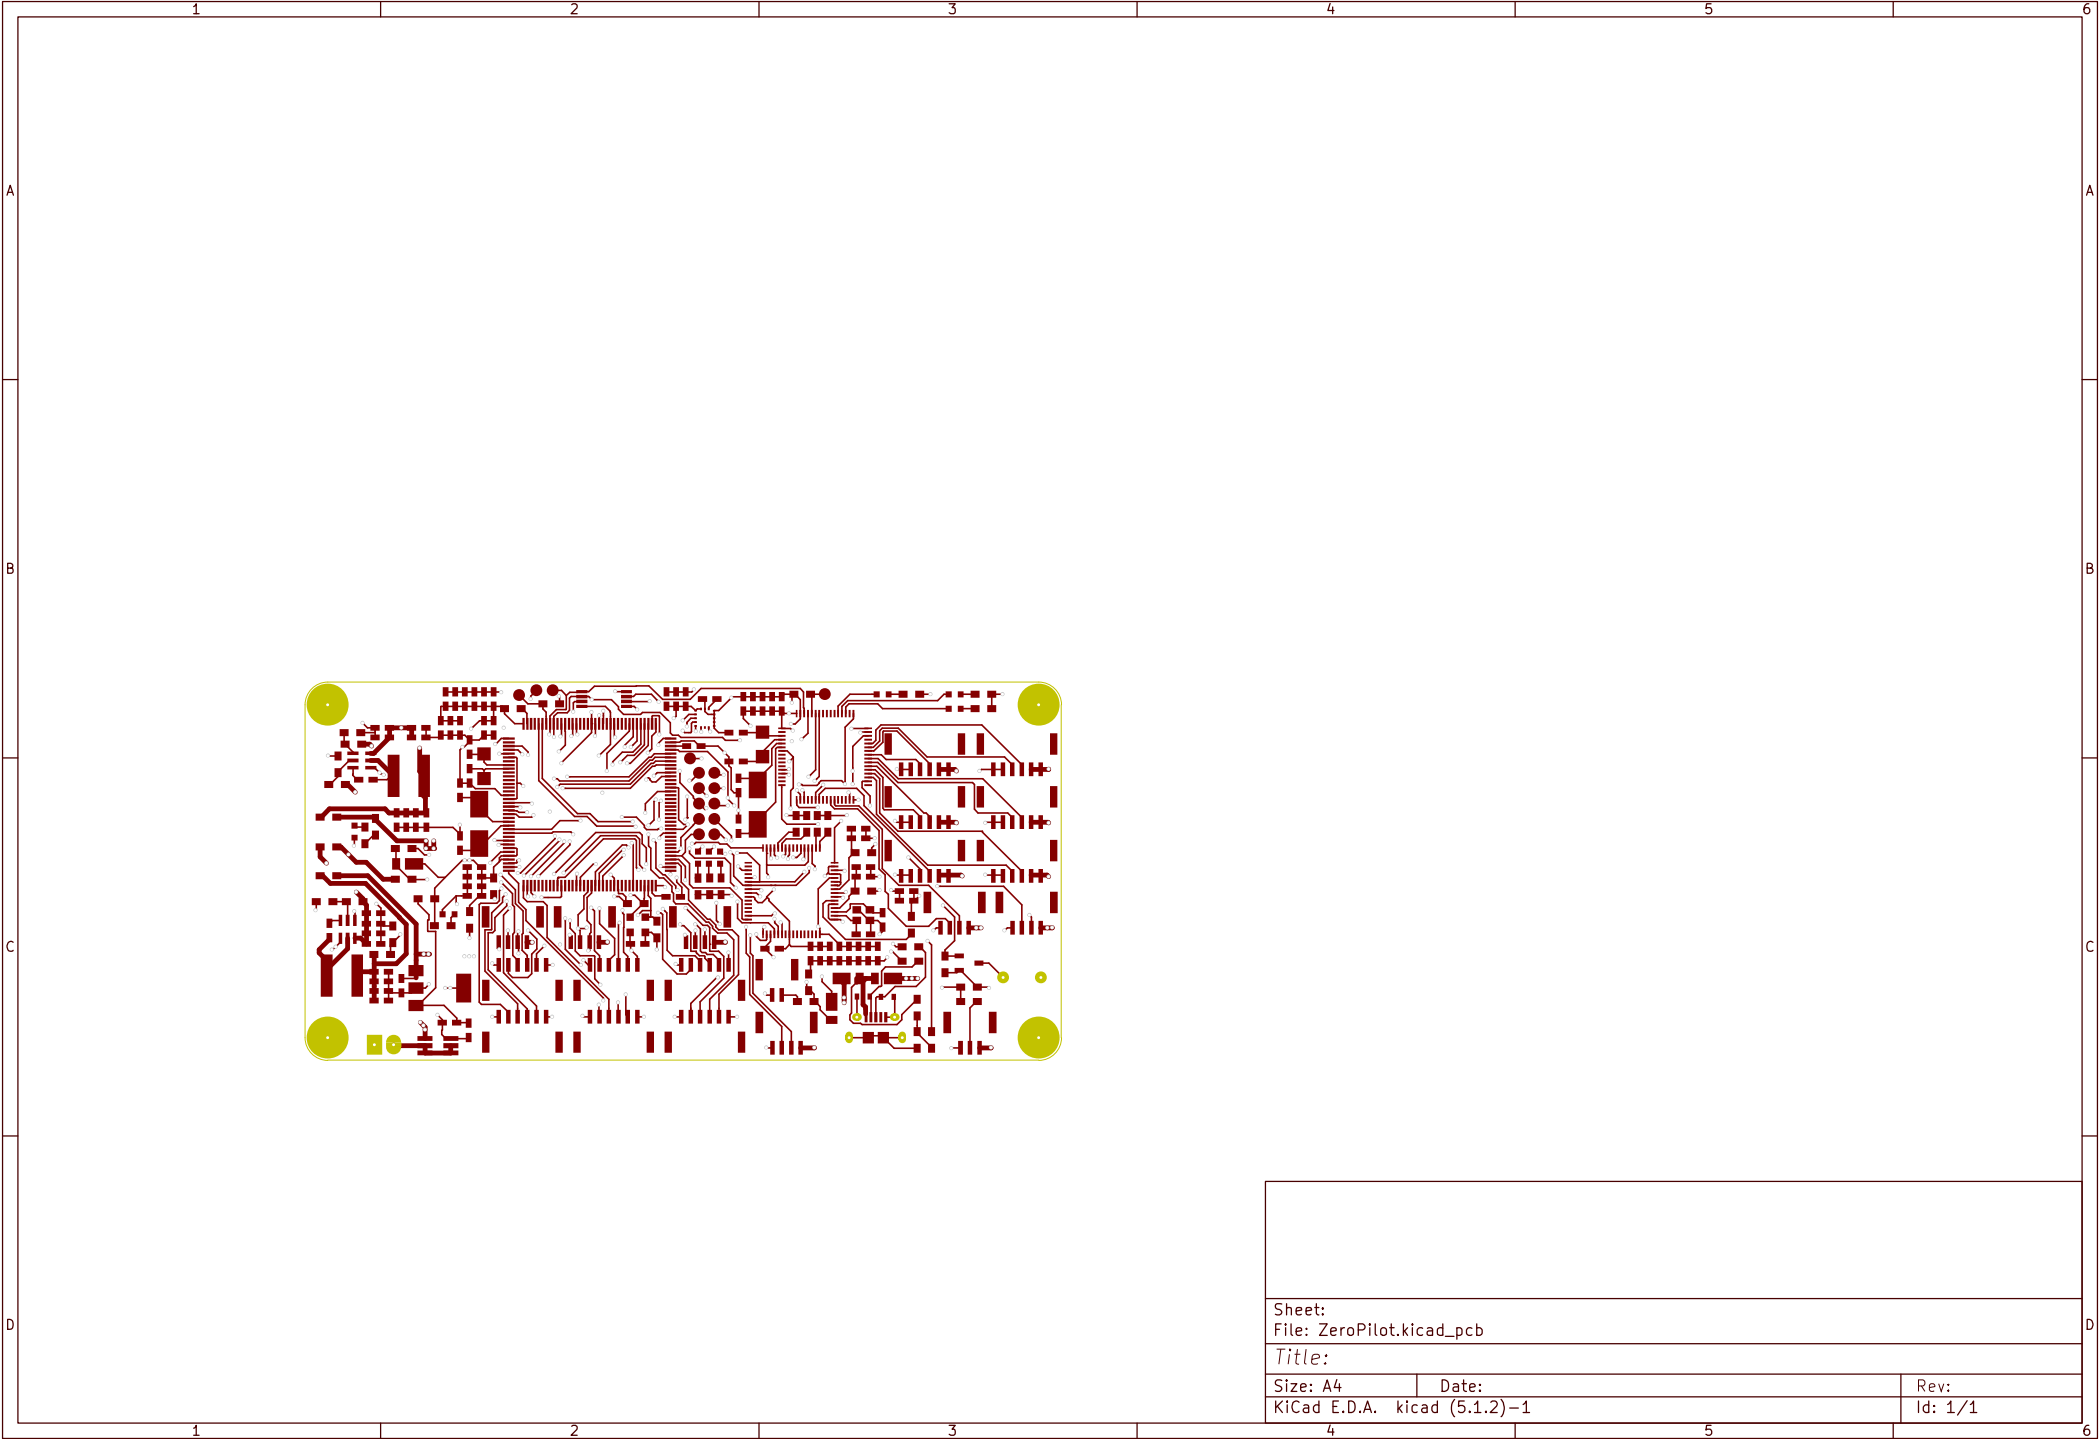 1 2 3 4 5 6
A A
B B
C C
D D
Sheet:
File: ZeroPilot.kicad_pcb
Title:
Size: A4 Date: Rev:
KiCad E.D.A. kicad (5.1.2)-1 Id: 1/1
1 2 3 4 5 6